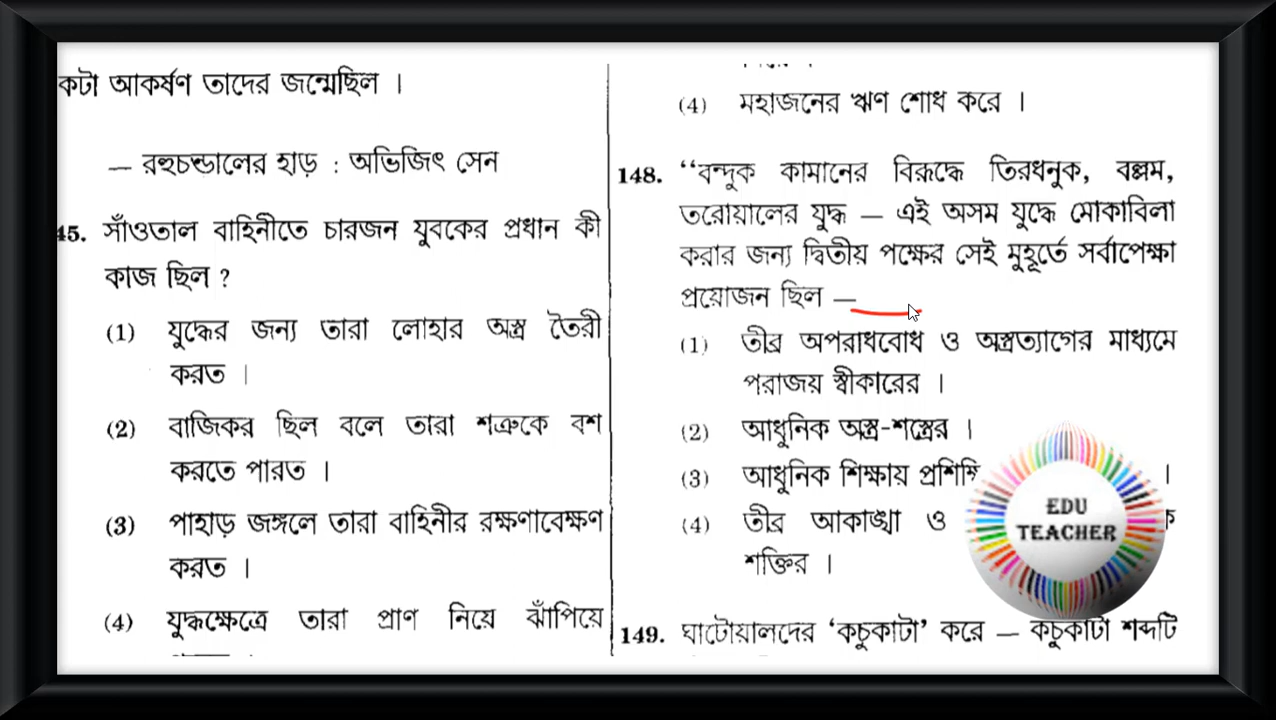 কটা আকর্ষণ তাদের জন্মেছিল ।
— রহুচণ্ডালের হাড় : অভিজিৎ সেন
45. সাঁওতাল বাহিনীতে চারজন যুবকের প্রধান কী
কাজ ছিল ?
(1) যুদ্ধের জন্য তারা লোহার অস্ত্র তৈরী
করত ।
(2) বাজিকর ছিল বলে তারা শত্রুকে বশ
করতে পারত ।
(3) পাহাড় জঙ্গলে তারা বাহিনীর রক্ষণাবেক্ষণ
করত ।
(4) যুদ্ধক্ষেত্রে তারা প্রাণ নিয়ে ঝাঁপিয়ে
(4) মহাজনের ঋণ শোধ করে ।
148. “বন্দুক কামানের বিরূদ্ধে তিরধনুক, বল্লম,
তরোয়ালের যুদ্ধ — এই অসম যুদ্ধে মোকাবিলা
করার জন্য দ্বিতীয় পক্ষের সেই মুহূর্তে সর্বাপেক্ষা
প্রয়োজন ছিল —
(1) তীব্র অপরাধবোধ ও অস্ত্রত্যাগের মাধ্যমে
পরাজয় স্বীকারের ।
(2) আধুনিক অস্ত্র-শস্ত্রের ।
(3) আধুনিক শিক্ষায় ।
(4) তীব্র আকাঙ্খা ও
শক্তির ।
EDU
TEACHER
149. ঘাটোয়ালদের ‘কচুকাটা’ করে — কচুকাটা শব্দটি